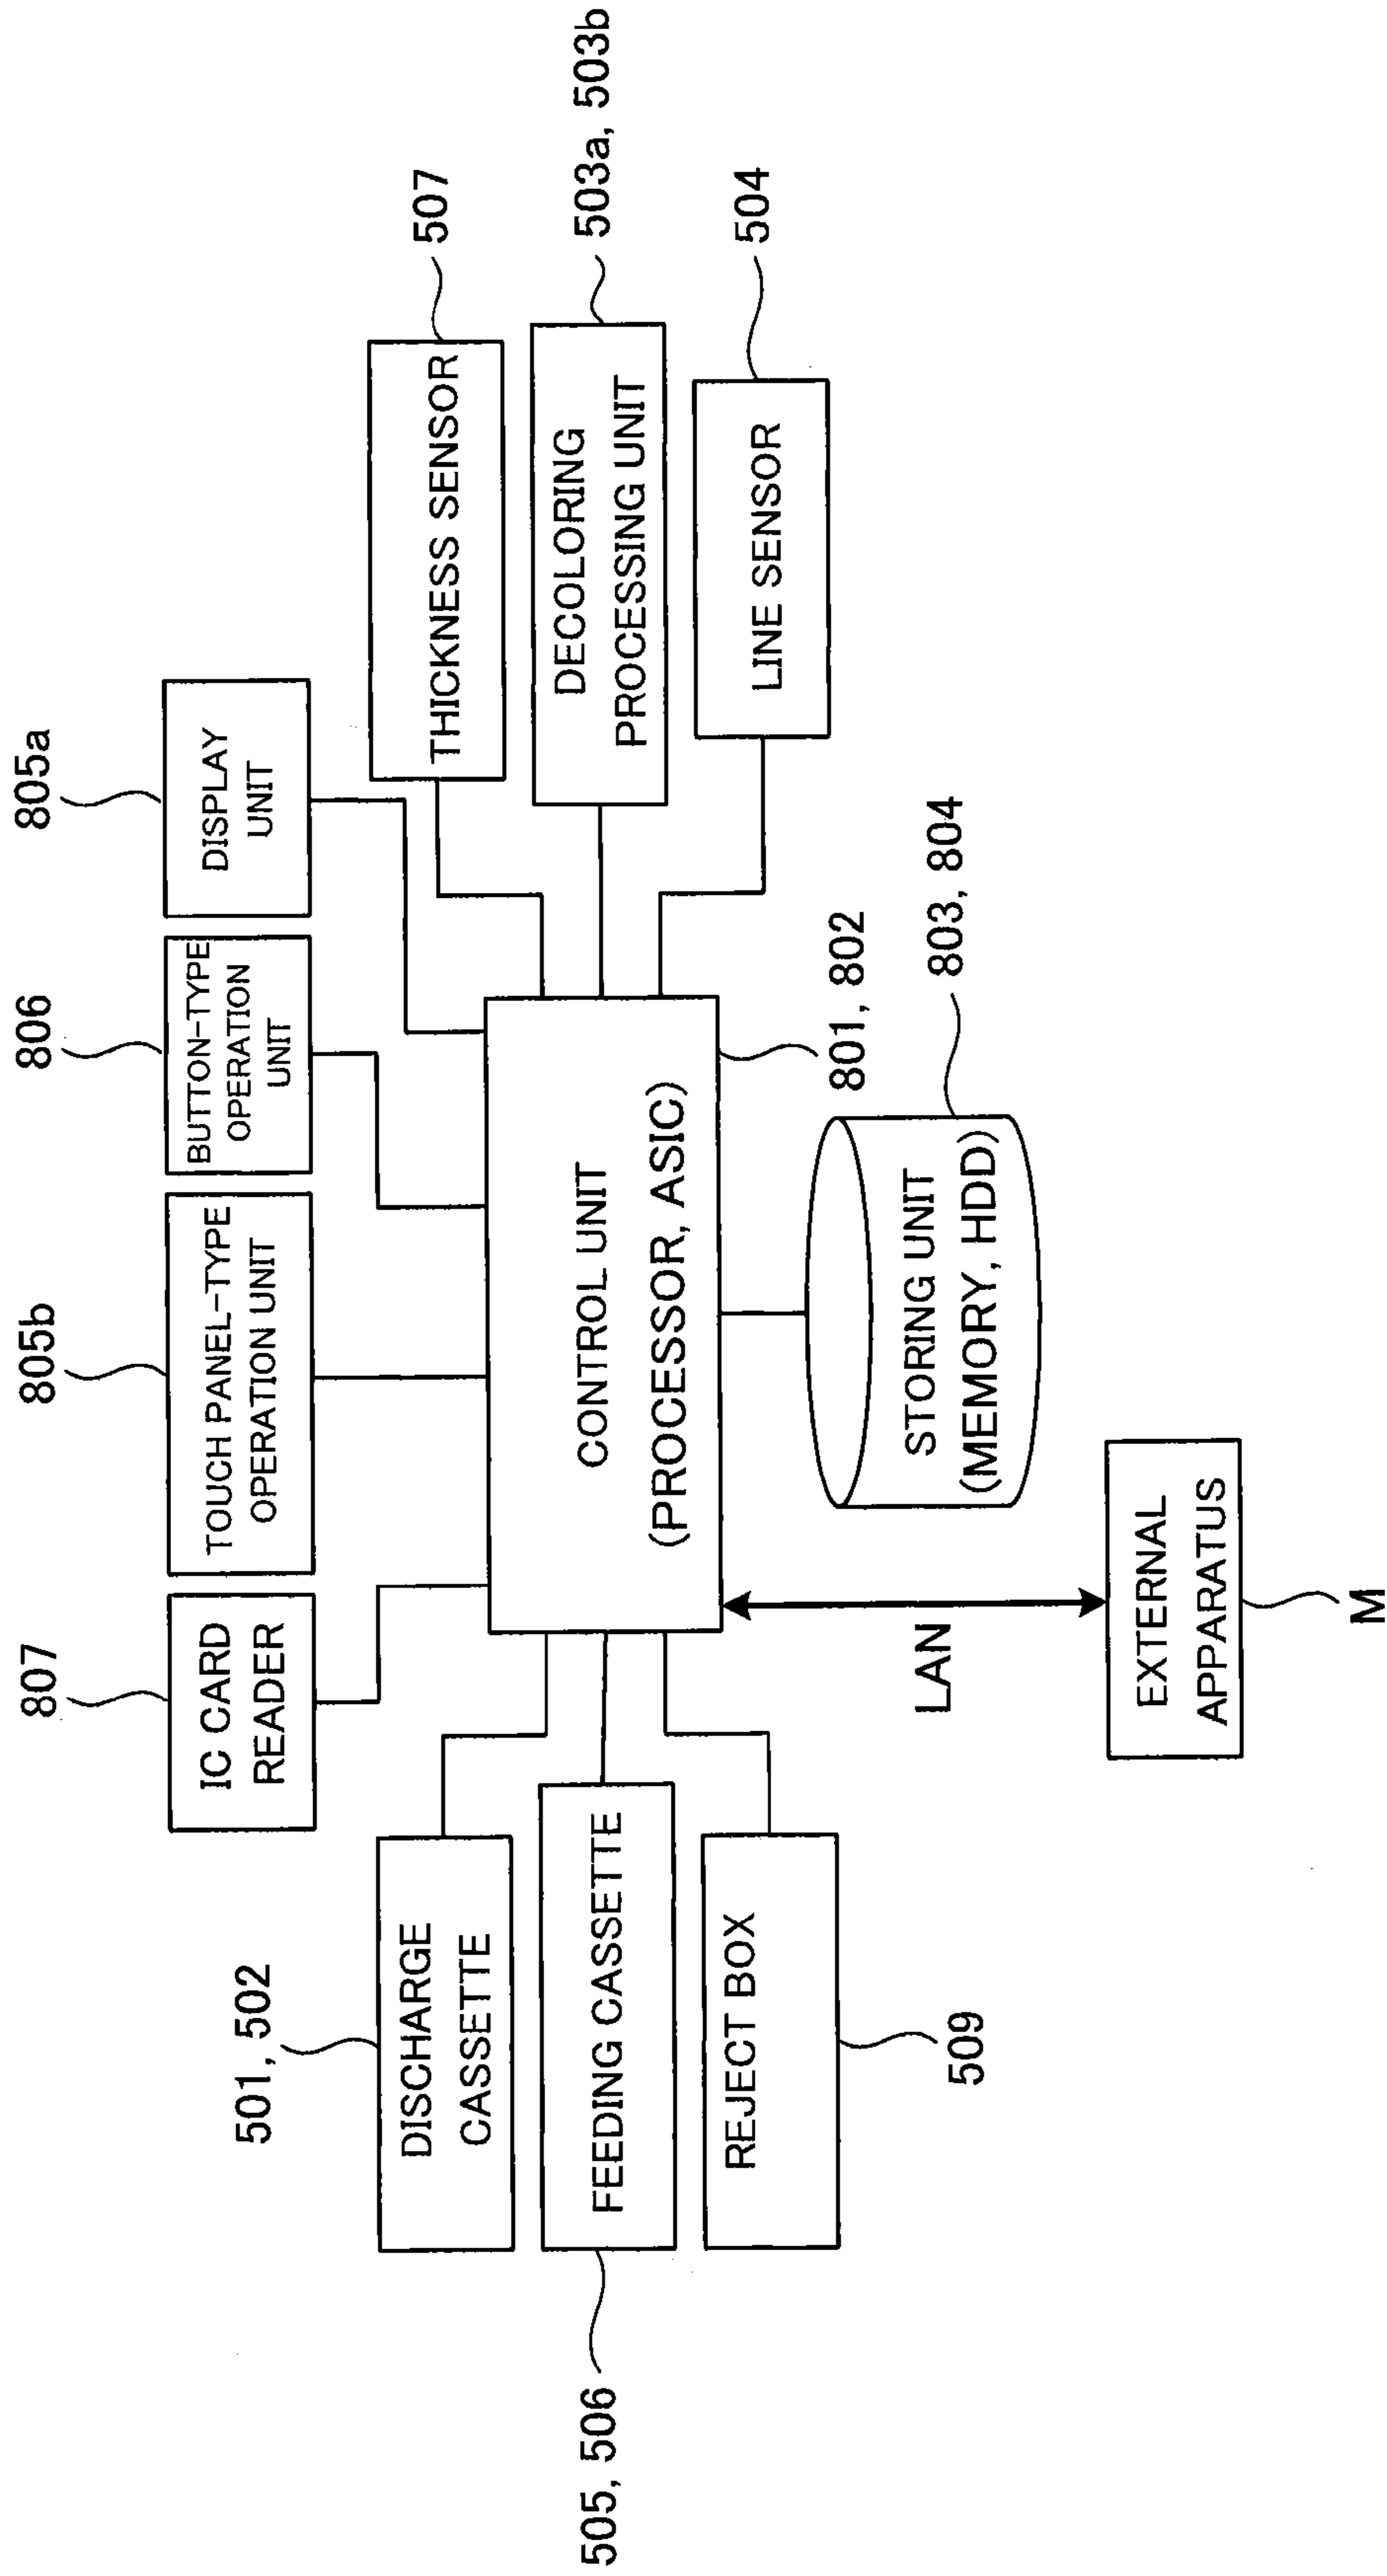 807
805b
806
805a
IC CARD
READER
TOUCH PANEL-TYPE
OPERATION UNIT
BUTTON-TYPE
OPERATION
UNIT
DISPLAY
UNIT
501, 502
DISCHARGE
CASSETTE
THICKNESS SENSOR
507
505, 506
FEEDING CASSETTE
CONTROL UNIT
(PROCESSOR, ASIC)
DECOLORING
PROCESSING UNIT
503a, 503b
REJECT BOX
509
LINE SENSOR
504
801, 802
LAN
STORING UNIT
(MEMORY, HDD)
803, 804
EXTERNAL
APPARATUS
M